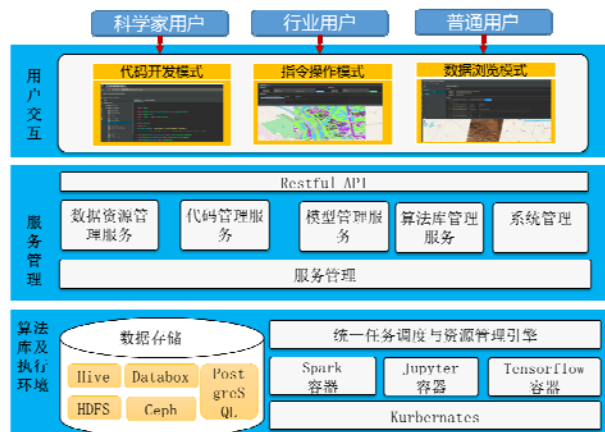 科学家用户
行业用户
普通用户
用户交互
代码开发模式
指令操作模式
数据浏览模式
服务管理
Restful API
数据资源管
理服务
代码管理服
务
模型管理服
务
算法库管理
服务
系统管理
服务管理
算法
库及
执行
环境
数据存储
Hive
Databox
Post
greS
QL
HDFS
Ceph
统一任务调度与资源管理引擎
Spark
容器
Jupyter
容器
Tensorflow
容器
Kurbernates